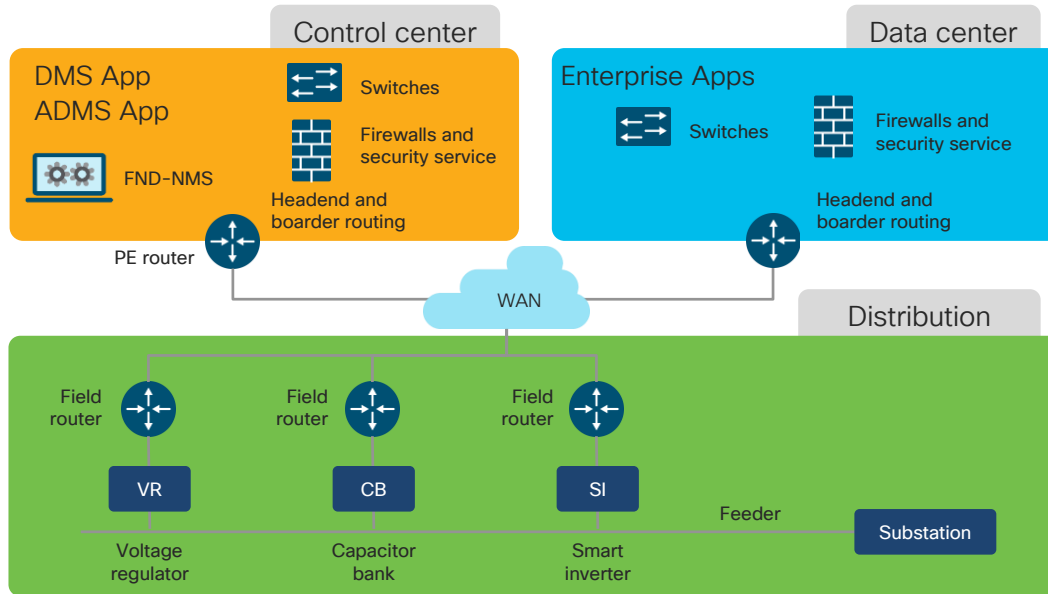 Control center
DMS App
ADMS App
Switches
Firewalls and
security service
FND-NMS
Headend and
boarder routing
PE router
Data center
Enterprise Apps
Switches
Firewalls and
security service
Headend and
boarder routing
WAN
Distribution
Field
router
Field
router
Field
router
VR
CB
SI
Feeder
Substation
Voltage
regulator
Capacitor
bank
Smart
inverter